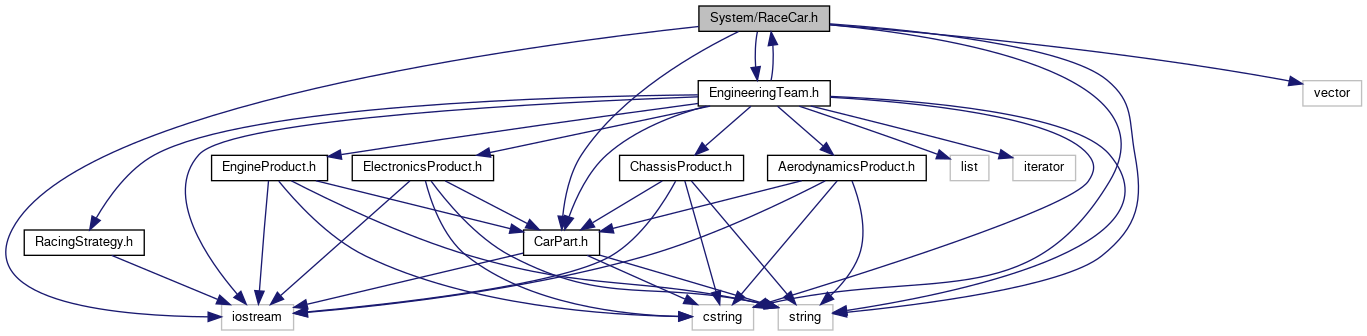 System/RaceCar.h
EngineeringTeam.h
vector
EngineProduct.h
ElectronicsProduct.h
ChassisProduct.h
AerodynamicsProduct.h
list
iterator
RacingStrategy.h
CarPart.h
iostream
cstring
string